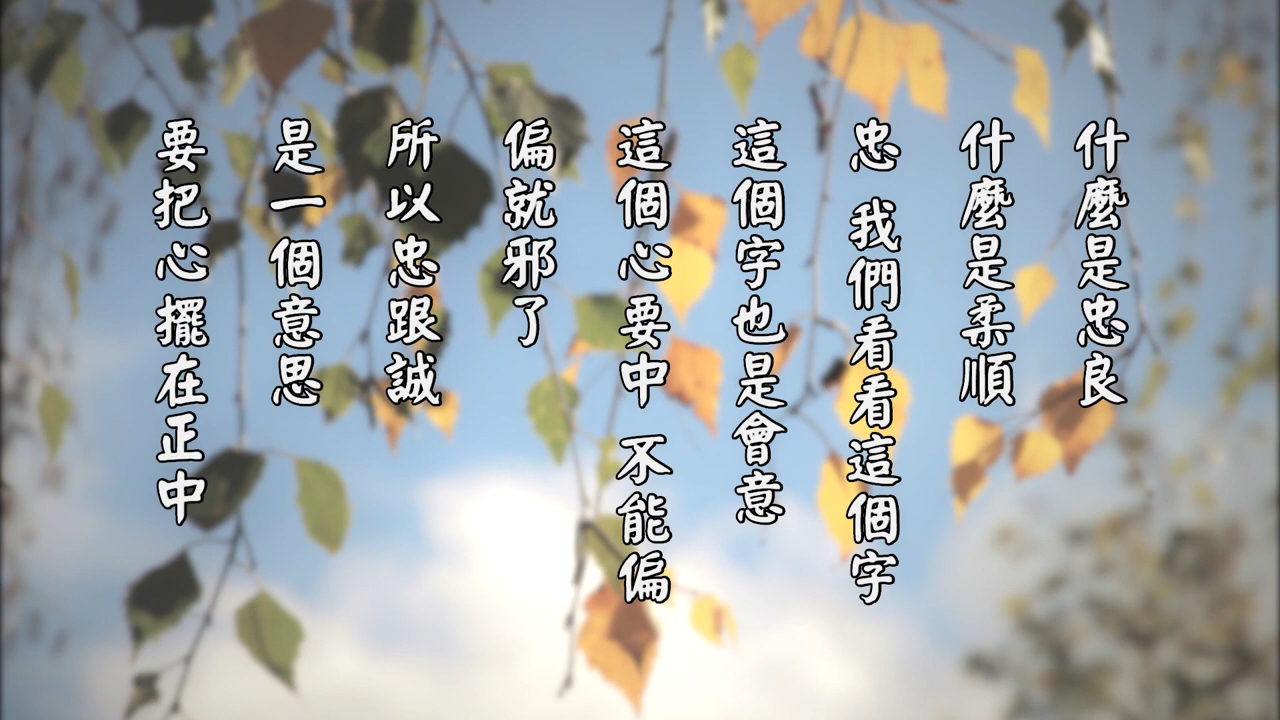 什麼是忠良
什麼是柔順
忠 我們看看這個字
這個字也是會意
這個心要中 不能偏
偏就邪了
所以忠跟誠
是一個意思
要把心擺在正中